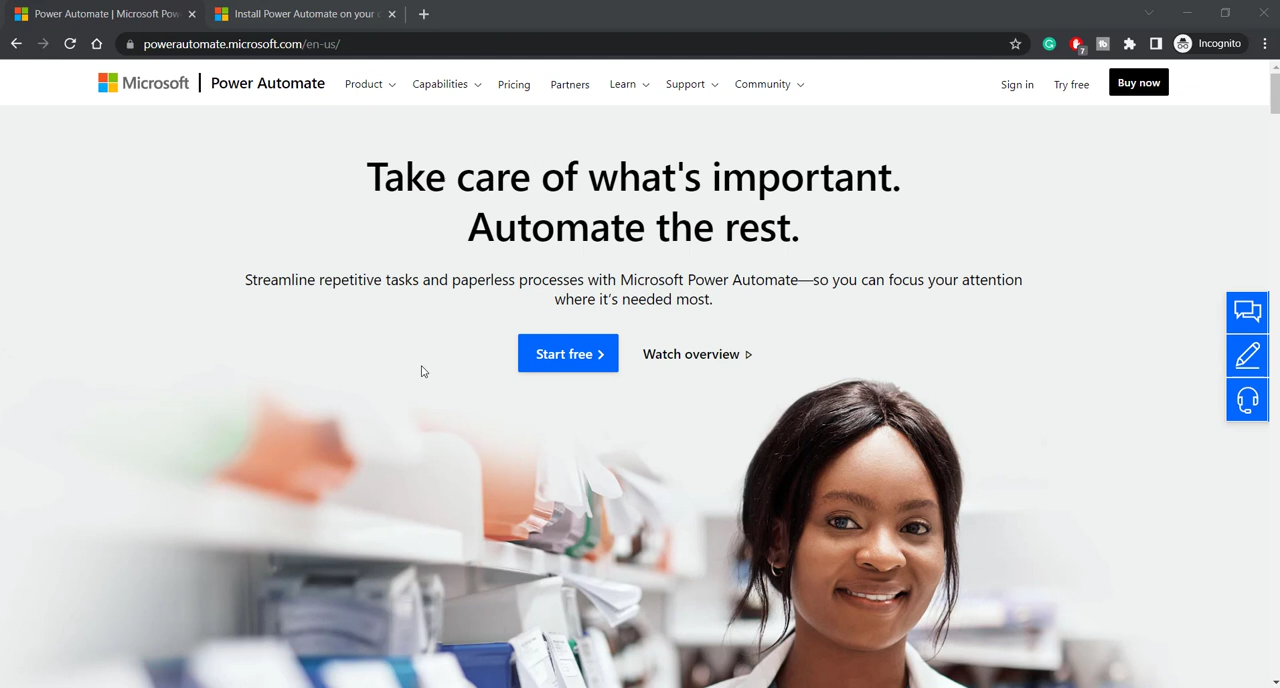 Power Automate | Microsoft Pow
Install Power Automate on your
powerautomate.microsoft.com/en-us/
7
Incognito
Microsoft | Power Automate
Product
Capabilities
Pricing
Partners
Learn
Support
Community
Sign in
Try free
Buy now
Take care of what's important.
Automate the rest.
Streamline repetitive tasks and paperless processes with Microsoft Power Automate—so you can focus your attention
where it's needed most.
Start free
Watch overview